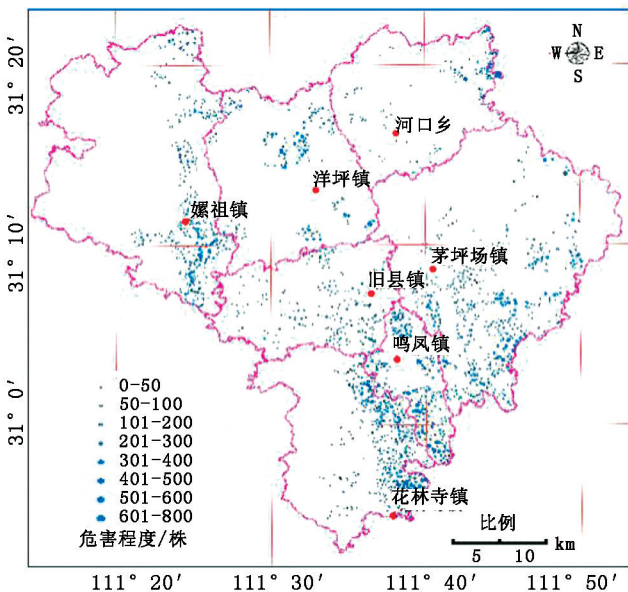 N
W E
S
31° 20′
31° 10′
31° 0′
河口乡
洋坪镇
嫘祖镇
茅坪场镇
旧县镇
鸣凤镇
花林寺镇
0-50
50-100
101-200
201-300
301-400
401-500
501-600
601-800
危害程度/株
比例
5 10 km
111° 20′ 111° 30′ 111° 40′ 111° 50′